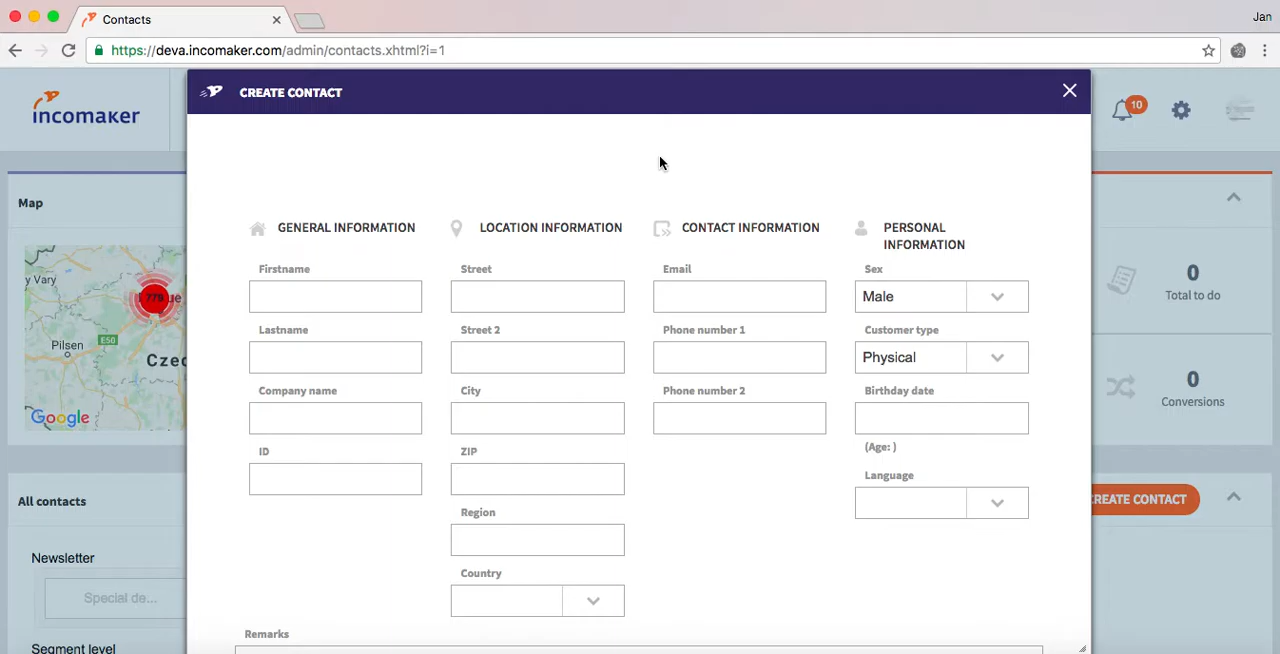 Contacts
Jan
https://deva.incomaker.com/admin/contacts.xhtml?i=1
incomaker
CREATE CONTACT
10
Map
y Vary
779
ue
Pilsen
E50
Czec
Google
0
Total to do
0
Conversions
GENERAL INFORMATION
Firstname
Lastname
Company name
ID
LOCATION INFORMATION
Street
Street 2
City
ZIP
Region
Country
CONTACT INFORMATION
Email
Phone number 1
Phone number 2
PERSONAL
INFORMATION
Sex
Male
Customer type
Physical
Birthday date
(Age: )
Language
Remarks
All contacts
REATE CONTACT
Newsletter
Special de...
Segment level